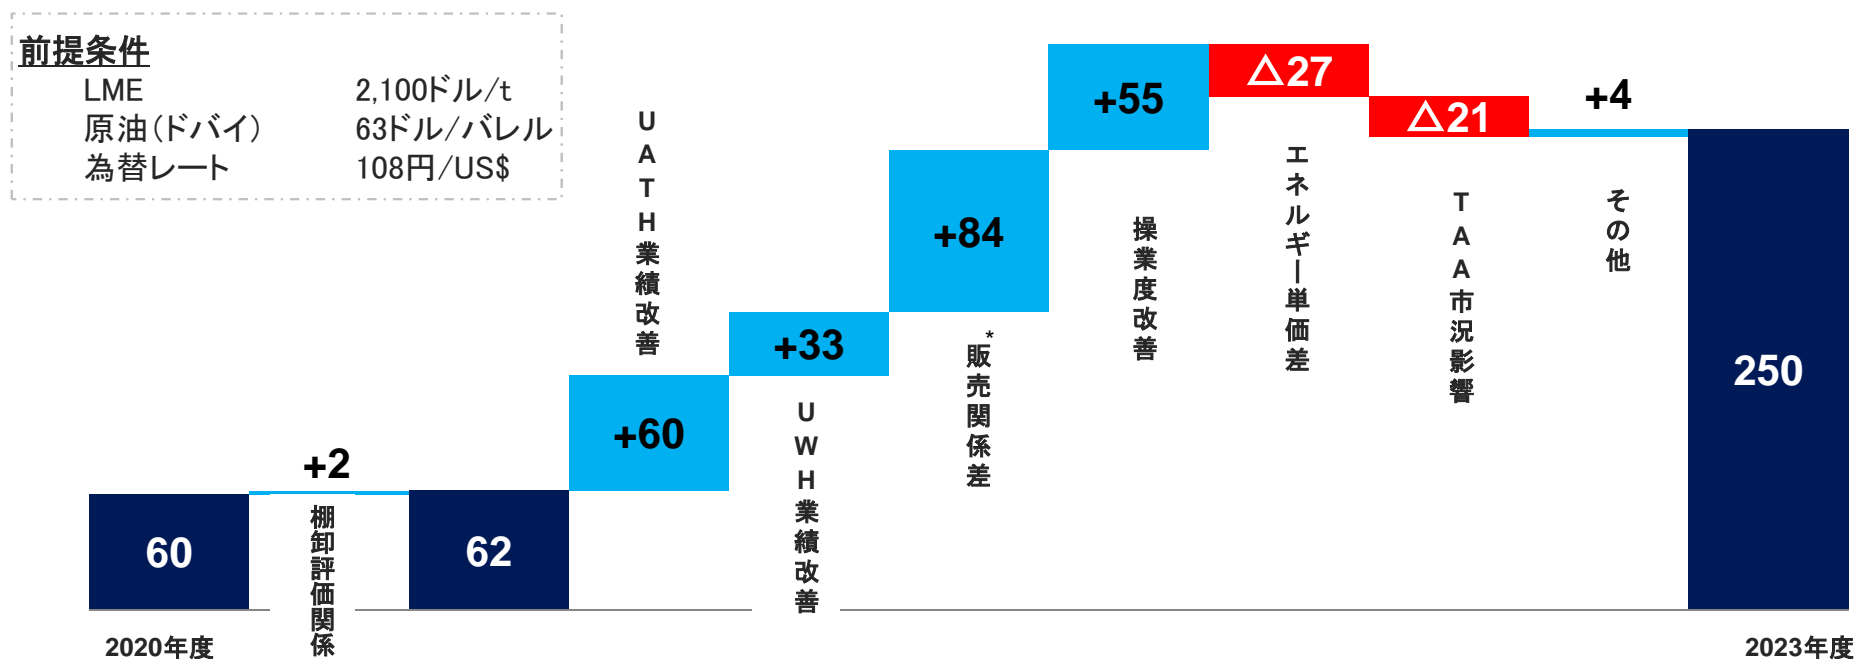 前提条件
LME 2,100ドル/t
原油(ドバイ) 63ドル/バレル
為替レート 108円/US$
60
+2
棚卸評価関係
62
UATH業績改善
+60
+33
UWH業績改善
+84
*
販売関係差
+55
操業度改善
△27
エネルギー単価差
△21
TAA市況影響
+4
その他
250
2020年度
2023年度